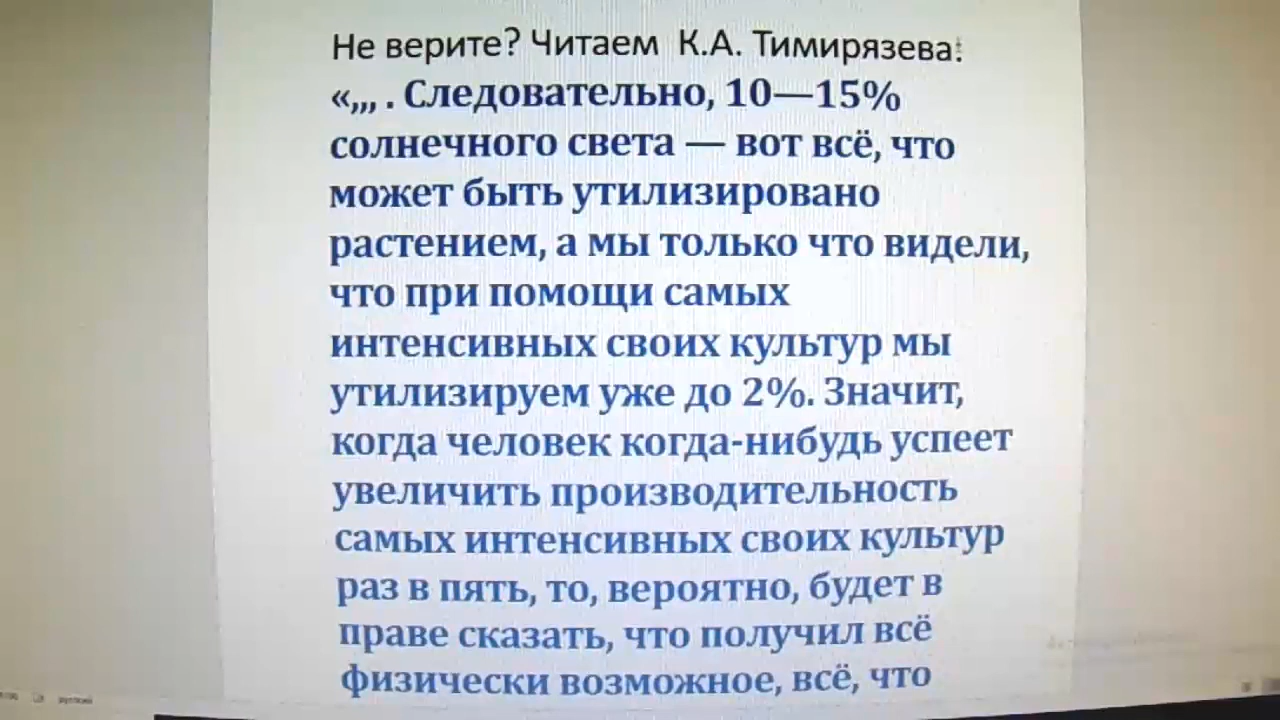 Не верите? Читаем К.А. Тимирязева:
«,,, . Следовательно, 10—15%
солнечного света — вот всё, что
может быть утилизировано
растением, а мы только что видели,
что при помощи самых
интенсивных своих культур мы
утилизируем уже до 2%. Значит,
когда человек когда-нибудь успеет
увеличить производительность
самых интенсивных своих культур
раз в пять, то, вероятно, будет в
праве сказать, что получил всё
физически возможное, всё, что
русский